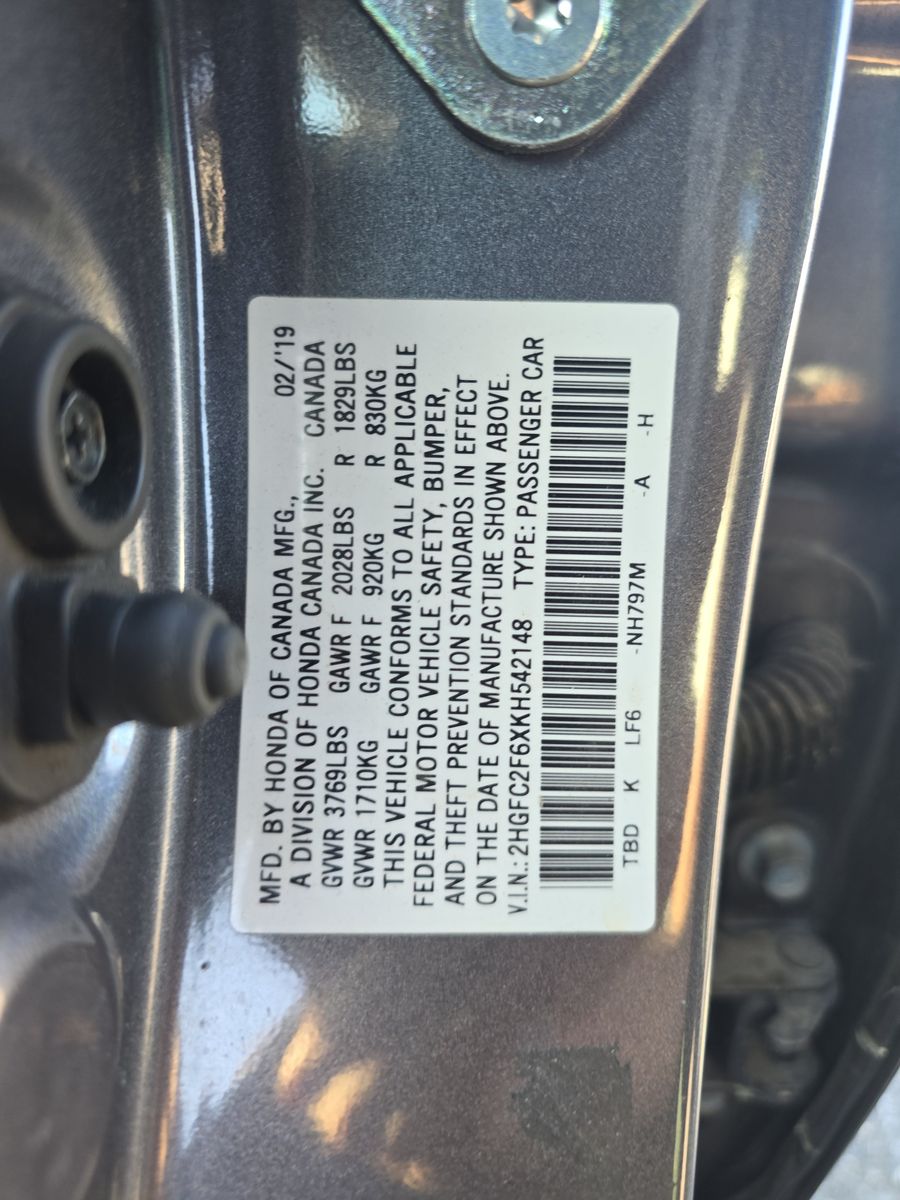 MFD. BY HONDA OF CANADA MFG., 02/'19
A DIVISION OF HONDA CANADA INC. CANADA
GVWR 3769LBS GAWR F 2028LBS R 1829LBS
GVWR 1710KG GAWR F 920KG R 830KG
THIS VEHICLE CONFORMS TO ALL APPLICABLE
FEDERAL MOTOR VEHICLE SAFETY, BUMPER,
AND THEFT PREVENTION STANDARDS IN EFFECT
ON THE DATE OF MANUFACTURE SHOWN ABOVE.
V.I.N.: 2HGFC2F6XKH542148 TYPE: PASSENGER CAR
TBD K LF6 -NH797M -A -H